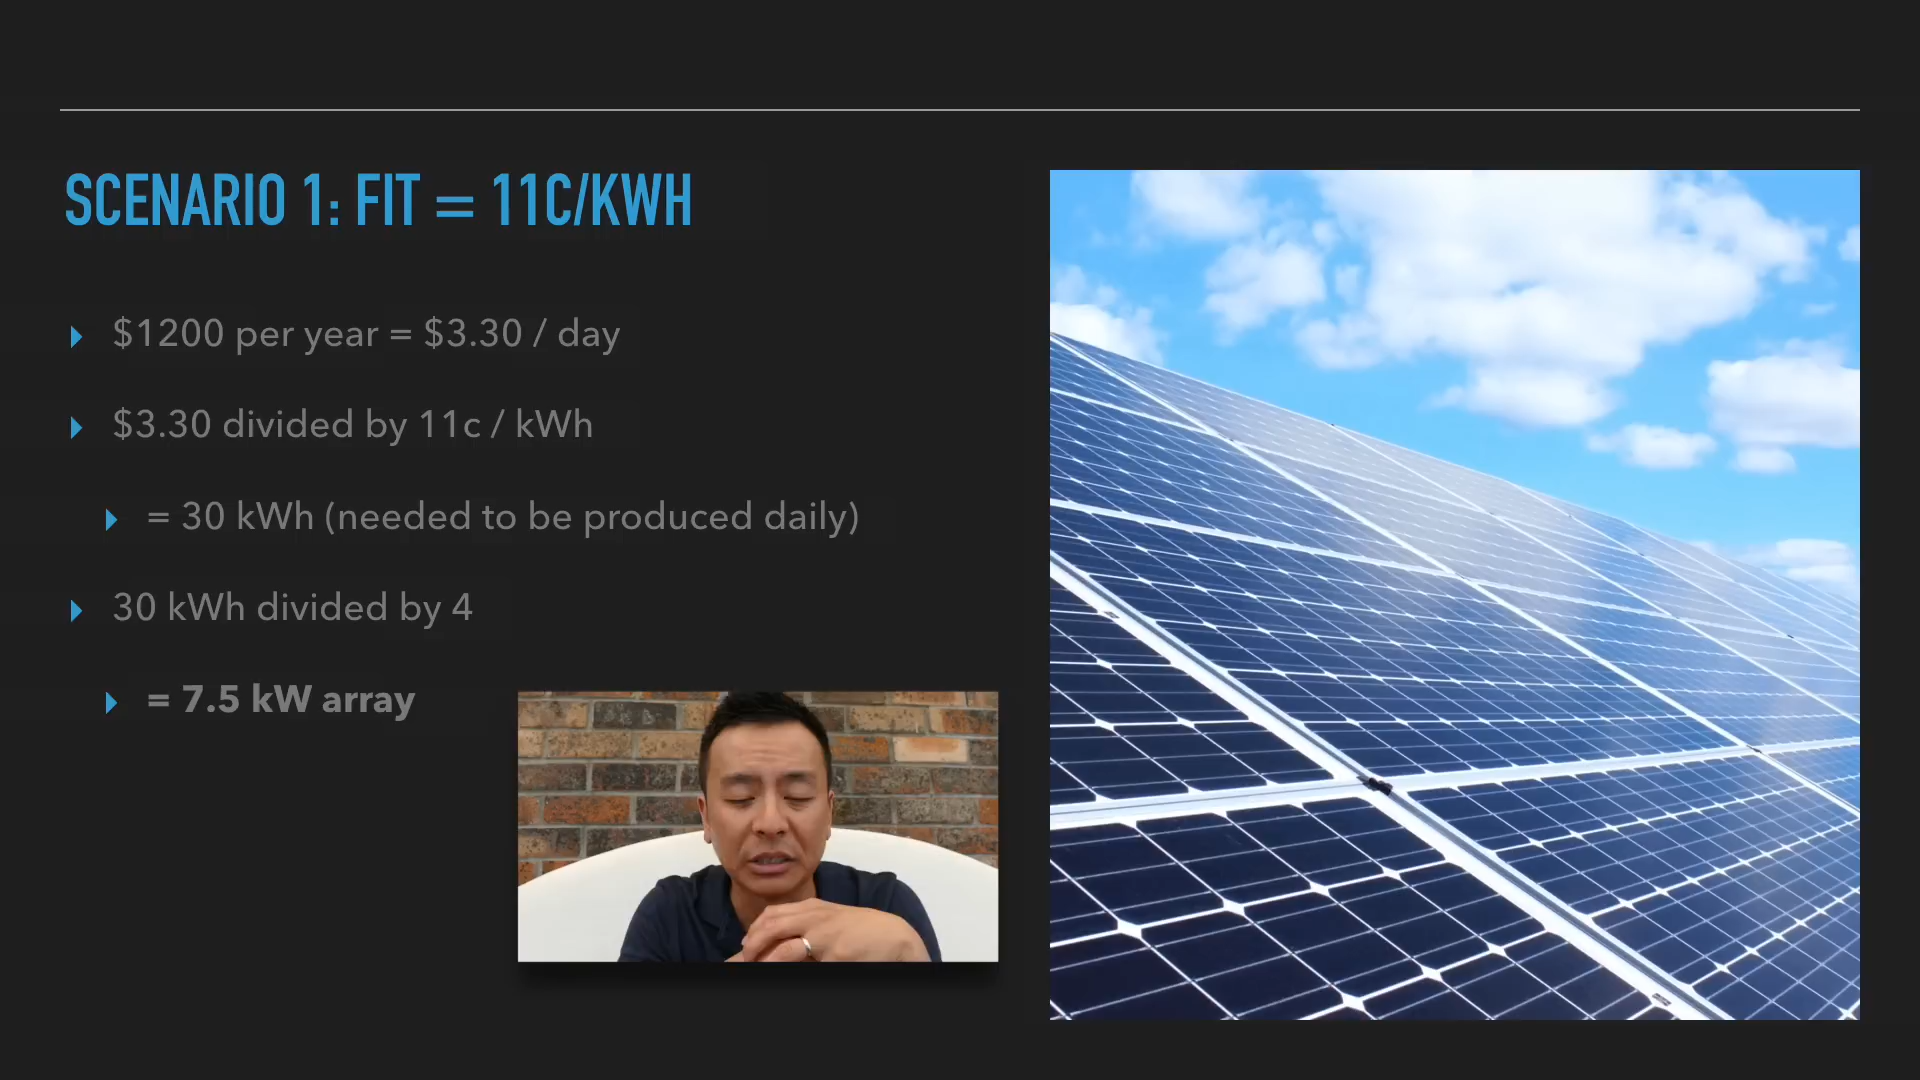 SCENARIO 1: FIT = 11C/KWH
$1200 per year = $3.30 / day
$3.30 divided by 11c / kWh
= 30 kWh (needed to be produced daily)
30 kWh divided by 4
= 7.5 kW array